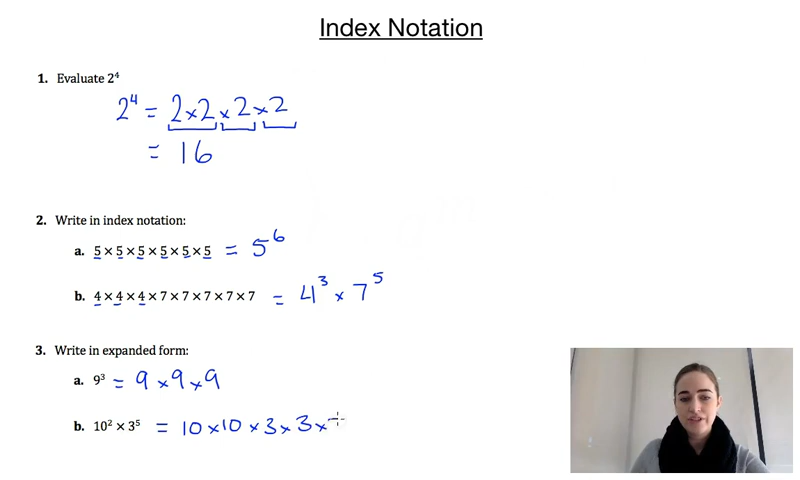 Index Notation
1. Evaluate 2⁴
2⁴ = 2 × 2 × 2 × 2
= 16
2. Write in index notation:
a. 5 × 5 × 5 × 5 × 5 × 5 = 5⁶
b. 4 × 4 × 4 × 7 × 7 × 7 × 7 × 7 = 4³ × 7⁵
3. Write in expanded form:
a. 9³ = 9 × 9 × 9
b. 10² × 3⁵ = 10 × 10 × 3 × 3 ×